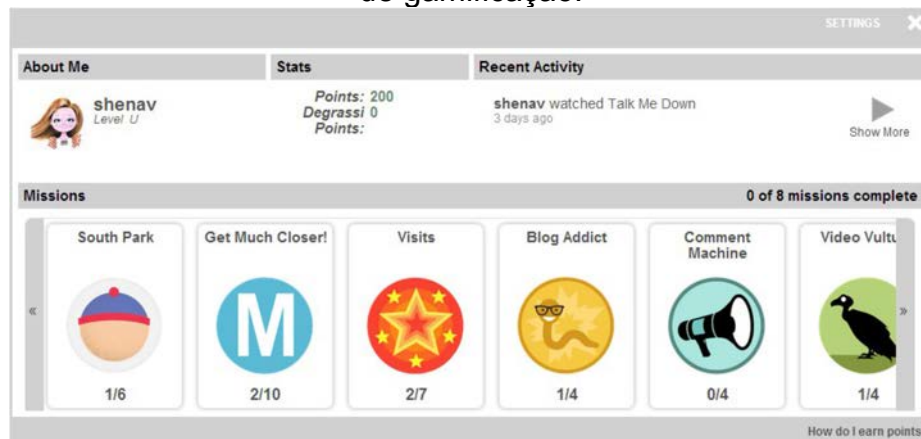 de gamificação.
SETTINGS
About Me
Stats
Recent Activity
shenav
Level U
Points: 200
Degrassi 0
Points:
shenav watched Talk Me Down
3 days ago
Show More
Missions
0 of 8 missions complete
South Park
Get Much Closer!
Visits
Blog Addict
Comment
Machine
Video Vultu
M
«
»
1/6
2/10
2/7
1/4
0/4
1/4
How do I earn points